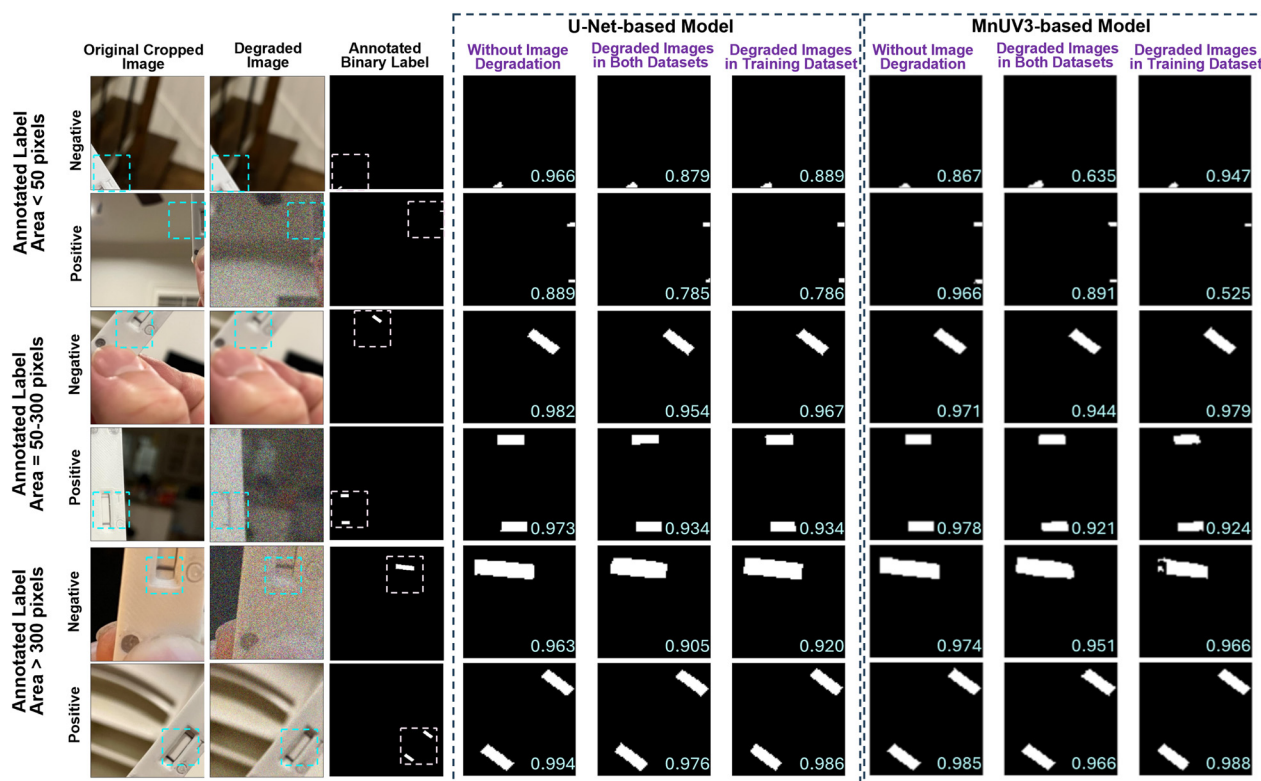 U-Net-based Model
MnUV3-based Model
Original Cropped
Image
Degraded
Image
Annotated
Binary Label
Without Image
Degradation
Degraded Images
in Both Datasets
Degraded Images
in Training Dataset
Without Image
Degradation
Degraded Images
in Both Datasets
Degraded Images
in Training Dataset
Annotated Label
Area < 50 pixels
Negative
0.966
0.879
0.889
0.867
0.635
0.947
Positive
0.889
0.785
0.786
0.966
0.891
0.525
Annotated Label
Area = 50-300 pixels
Negative
0.982
0.954
0.967
0.971
0.944
0.979
Positive
0.973
0.934
0.934
0.978
0.921
0.924
Annotated Label
Area > 300 pixels
Negative
0.963
0.905
0.920
0.974
0.951
0.966
Positive
0.994
0.976
0.986
0.985
0.966
0.988